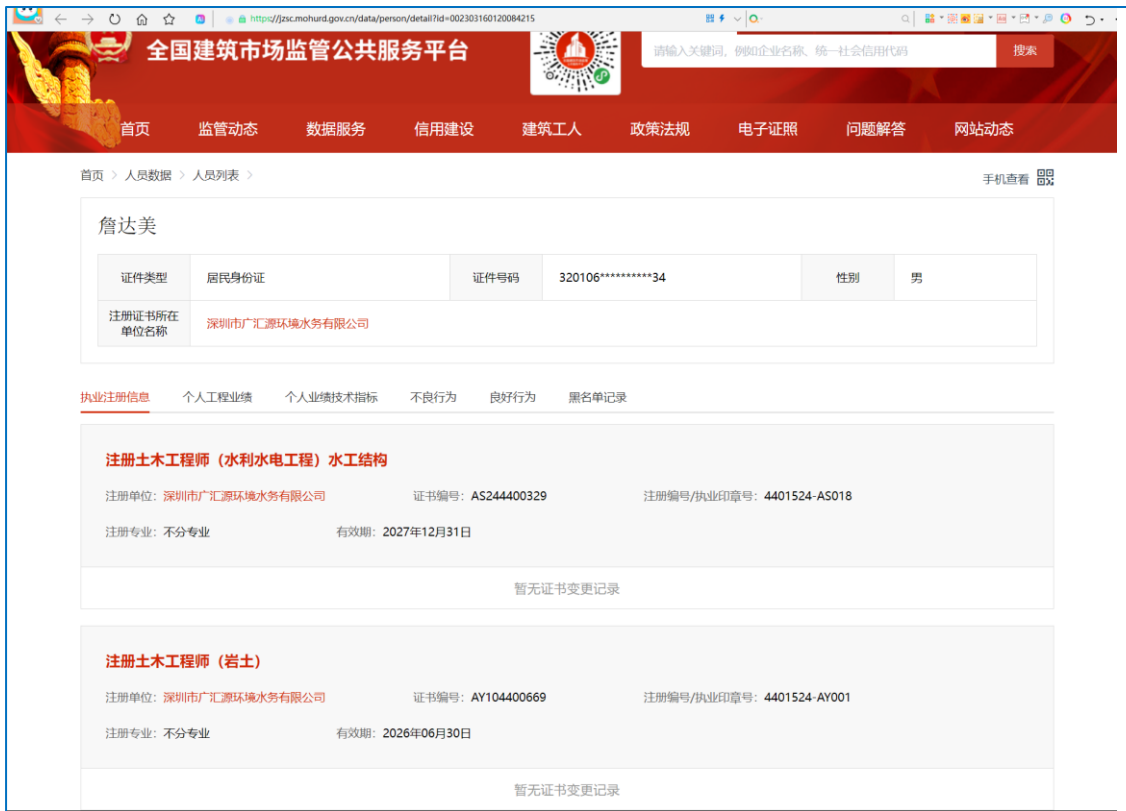 https://jzsc.mohurd.gov.cn/data/person/detail?id=002303160120084215
全国建筑市场监管公共服务平台
请输入关键词，例如企业名称、统一社会信用代码
搜索
首页 监管动态 数据服务 信用建设 建筑工人 政策法规 电子证照 问题解答 网站动态
首页 > 人员数据 > 人员列表 >
手机查看
詹达美
证件类型 居民身份证 证件号码 320106**********34 性别 男
注册证书所在
单位名称
深圳市广汇源环境水务有限公司
执业注册信息 个人工程业绩 个人业绩技术指标 不良行为 良好行为 黑名单记录
注册土木工程师（水利水电工程）水工结构
注册单位：深圳市广汇源环境水务有限公司 证书编号：AS244400329 注册编号/执业印章号：4401524-AS018
注册专业：不分专业 有效期：2027年12月31日
暂无证书变更记录
注册土木工程师（岩土）
注册单位：深圳市广汇源环境水务有限公司 证书编号：AY104400669 注册编号/执业印章号：4401524-AY001
注册专业：不分专业 有效期：2026年06月30日
暂无证书变更记录